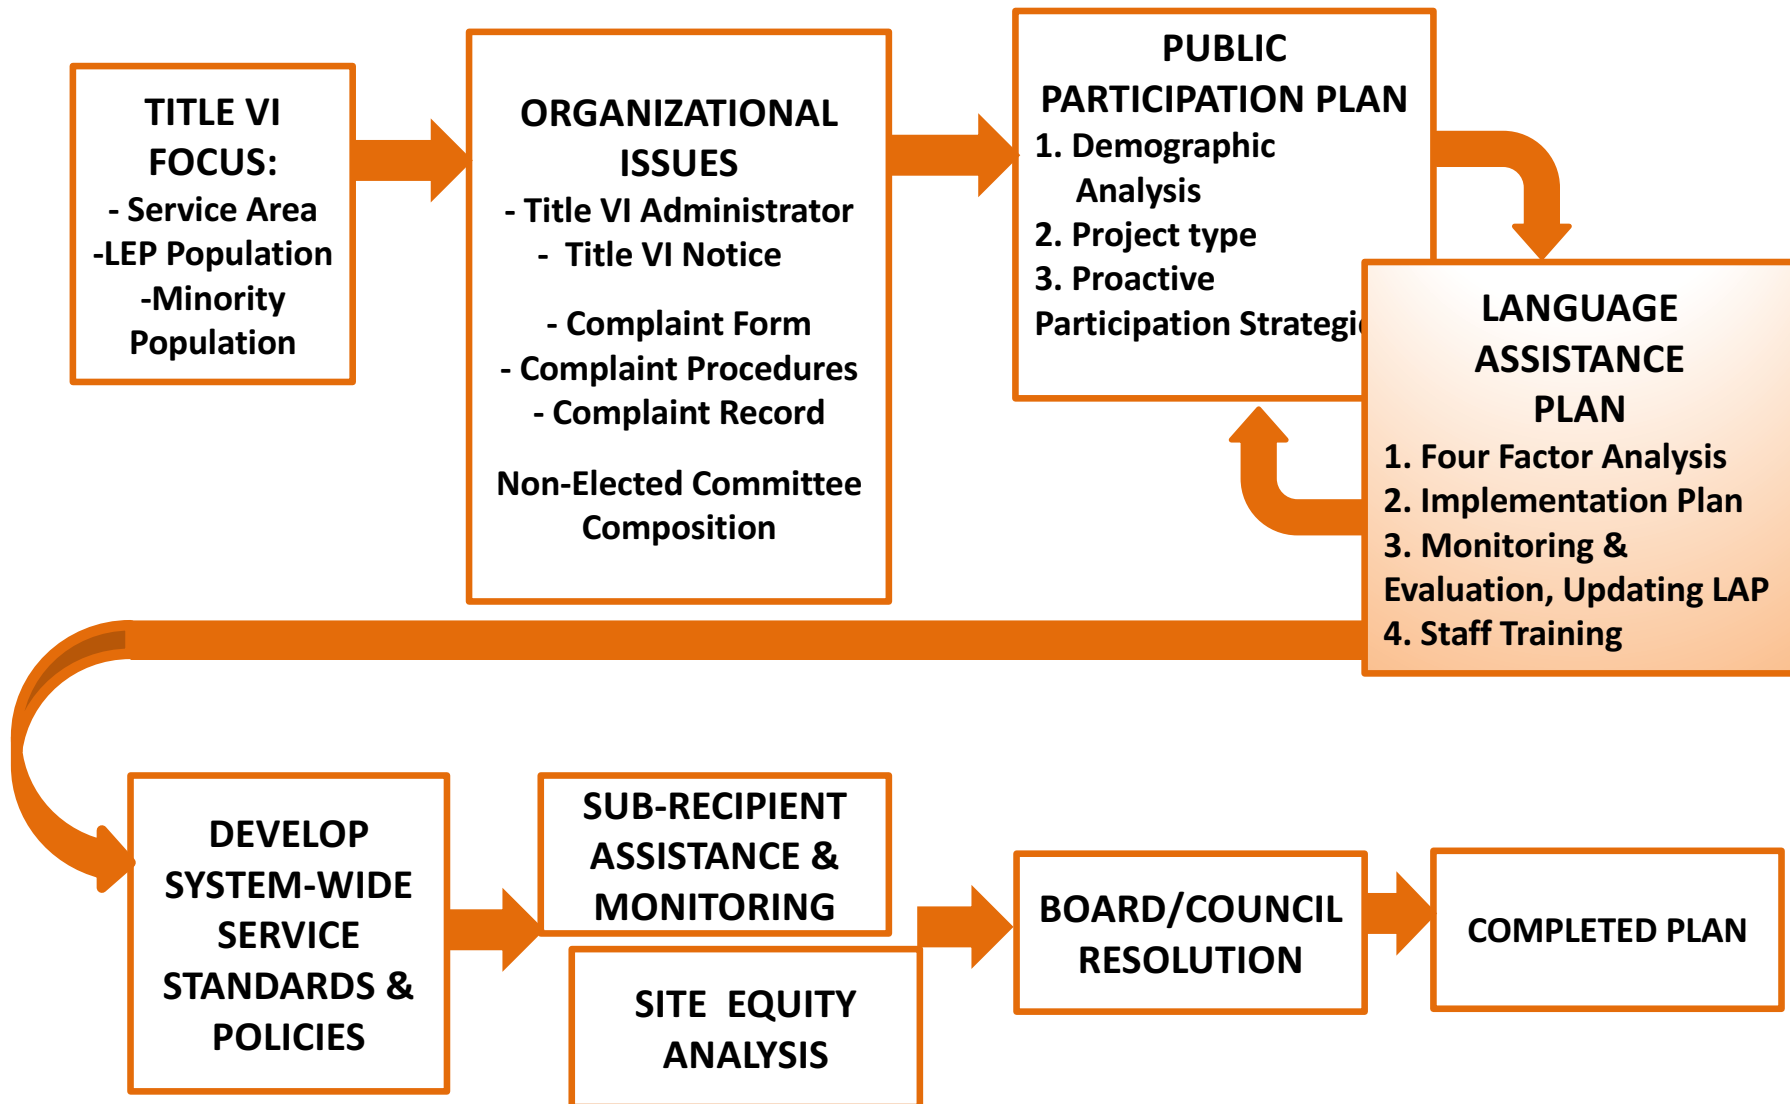 TITLE VI
FOCUS:
- Service Area
-LEP Population
-Minority
Population
ORGANIZATIONAL
ISSUES
- Title VI Administrator
- Title VI Notice
- Complaint Form
- Complaint Procedures
- Complaint Record
Non-Elected Committee
Composition
PUBLIC
PARTICIPATION PLAN
1. Demographic
Analysis
2. Project type
3. Proactive
Participation Strategi
LANGUAGE
ASSISTANCE
PLAN
1. Four Factor Analysis
2. Implementation Plan
3. Monitoring &
Evaluation, Updating LAP
4. Staff Training
DEVELOP
SYSTEM-WIDE
SERVICE
STANDARDS &
POLICIES
SUB-RECIPIENT
ASSISTANCE &
MONITORING
SITE EQUITY
ANALYSIS
BOARD/COUNCIL
RESOLUTION
COMPLETED PLAN